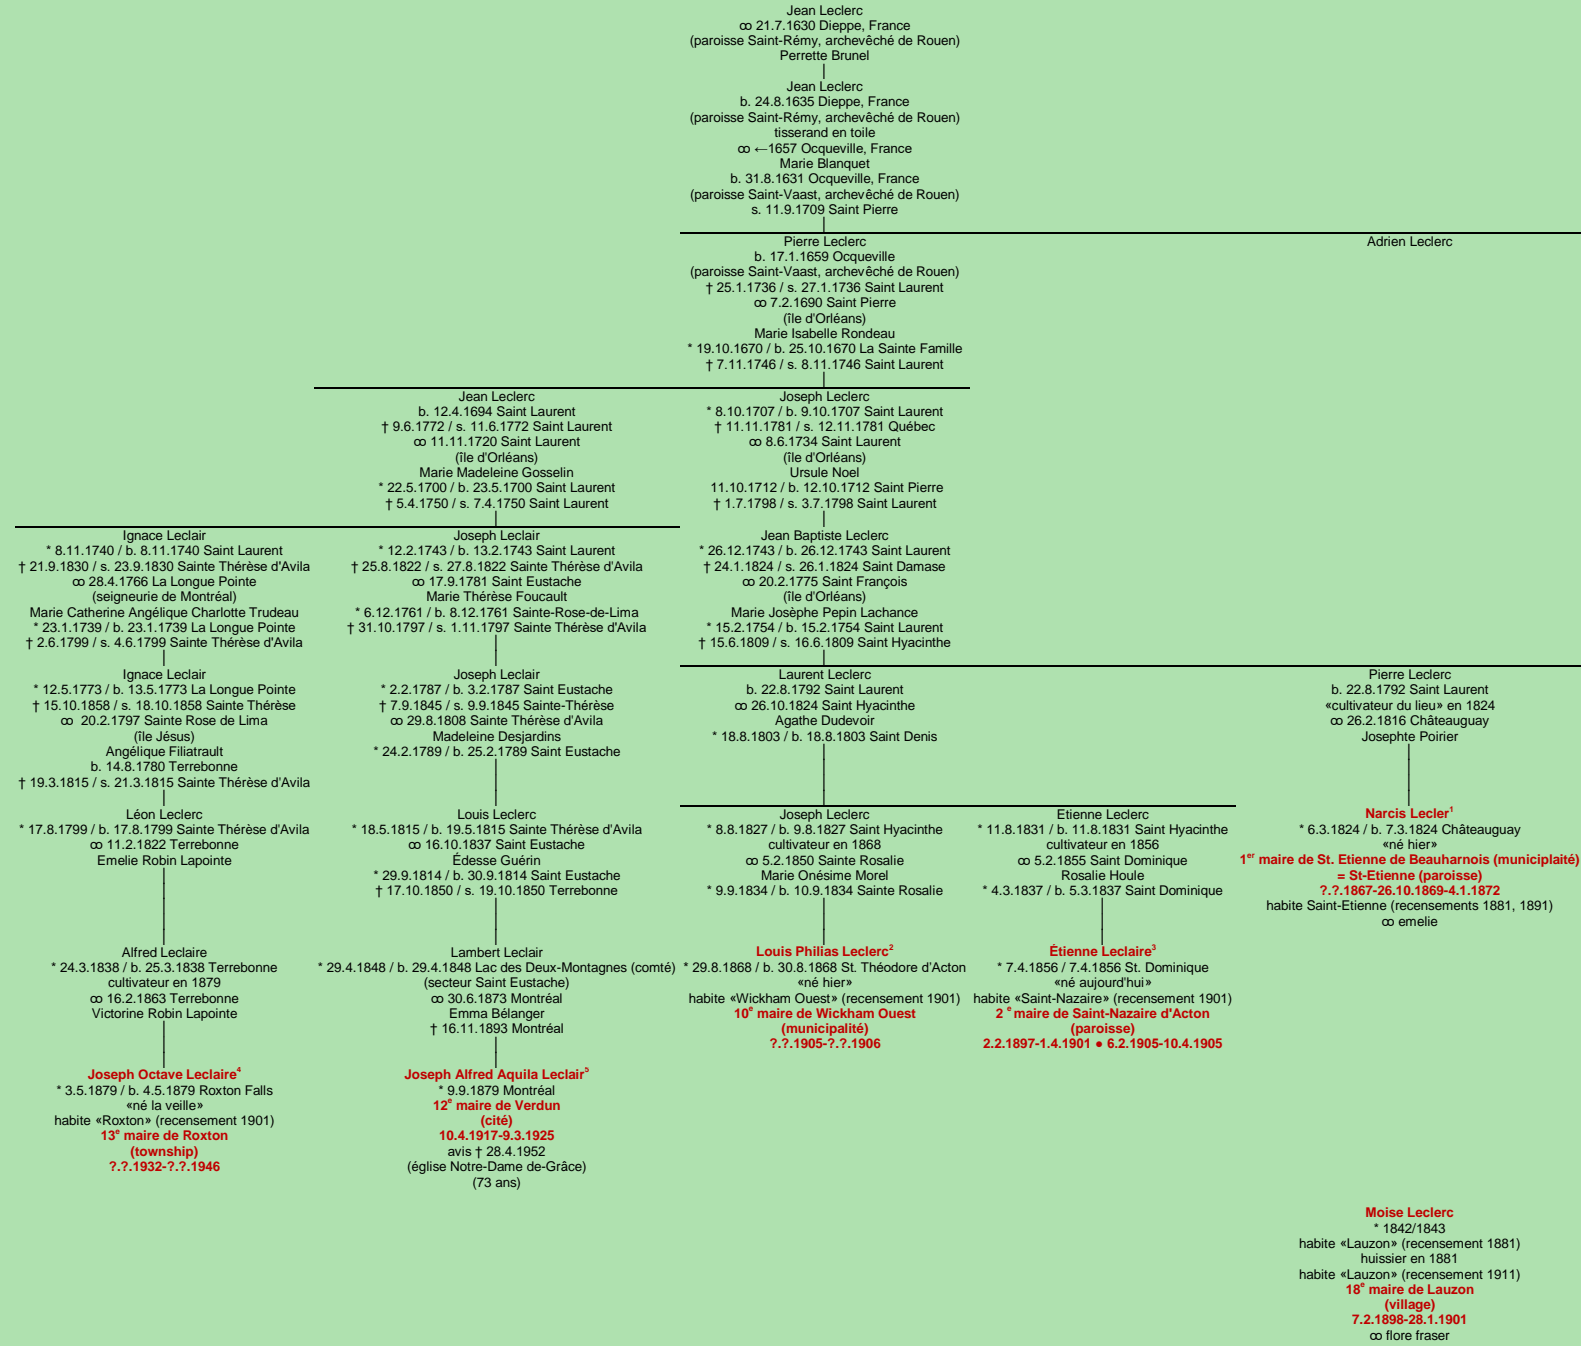 Jean Leclerc
ꝏ 21.7.1630 Dieppe, France
(paroisse Saint-Rémy, archevêché de Rouen)
Perrette Brunel
Jean Leclerc
b. 24.8.1635 Dieppe, France
(paroisse Saint-Rémy, archevêché de Rouen)
tisserand en toile
ꝏ ←1657 Ocqueville, France
Marie Blanquet
b. 31.8.1631 Ocqueville, France
(paroisse Saint-Vaast, archevêché de Rouen)
s. 11.9.1709 Saint Pierre
Pierre Leclerc
b. 17.1.1659 Ocqueville
(paroisse Saint-Vaast, archevêché de Rouen)
† 25.1.1736 / s. 27.1.1736 Saint Laurent
ꝏ 7.2.1690 Saint Pierre
(île d'Orléans)
Marie Isabelle Rondeau
* 19.10.1670 / b. 25.10.1670 La Sainte Famille
† 7.11.1746 / s. 8.11.1746 Saint Laurent
Adrien Leclerc
Jean Leclerc
b. 12.4.1694 Saint Laurent
† 9.6.1772 / s. 11.6.1772 Saint Laurent
ꝏ 11.11.1720 Saint Laurent
(île d'Orléans)
Marie Madeleine Gosselin
* 22.5.1700 / b. 23.5.1700 Saint Laurent
† 5.4.1750 / s. 7.4.1750 Saint Laurent
Joseph Leclerc
* 8.10.1707 / b. 9.10.1707 Saint Laurent
† 11.11.1781 / s. 12.11.1781 Québec
ꝏ 8.6.1734 Saint Laurent
(île d'Orléans)
Ursule Noel
11.10.1712 / b. 12.10.1712 Saint Pierre
† 1.7.1798 / s. 3.7.1798 Saint Laurent
Ignace Leclair
* 8.11.1740 / b. 8.11.1740 Saint Laurent
† 21.9.1830 / s. 23.9.1830 Sainte Thérèse d'Avila
ꝏ 28.4.1766 La Longue Pointe
(seigneurie de Montréal)
Marie Catherine Angélique Charlotte Trudeau
* 23.1.1739 / b. 23.1.1739 La Longue Pointe
† 2.6.1799 / s. 4.6.1799 Sainte Thérèse d'Avila
Joseph Leclair
* 12.2.1743 / b. 13.2.1743 Saint Laurent
† 25.8.1822 / s. 27.8.1822 Sainte Thérèse d'Avila
ꝏ 17.9.1781 Saint Eustache
Marie Thérèse Foucault
* 6.12.1761 / b. 8.12.1761 Sainte-Rose-de-Lima
† 31.10.1797 / s. 1.11.1797 Sainte Thérèse d'Avila
Jean Baptiste Leclerc
* 26.12.1743 / b. 26.12.1743 Saint Laurent
† 24.1.1824 / s. 26.1.1824 Saint Damase
ꝏ 20.2.1775 Saint François
(île d'Orléans)
Marie Josèphe Pepin Lachance
* 15.2.1754 / b. 15.2.1754 Saint Laurent
† 15.6.1809 / s. 16.6.1809 Saint Hyacinthe
Ignace Leclair
* 12.5.1773 / b. 13.5.1773 La Longue Pointe
† 15.10.1858 / s. 18.10.1858 Sainte Thérèse
ꝏ 20.2.1797 Sainte Rose de Lima
(île Jésus)
Angélique Filiatrault
b. 14.8.1780 Terrebonne
† 19.3.1815 / s. 21.3.1815 Sainte Thérèse d'Avila
Joseph Leclair
* 2.2.1787 / b. 3.2.1787 Saint Eustache
† 7.9.1845 / s. 9.9.1845 Sainte-Thérèse
ꝏ 29.8.1808 Sainte Thérèse d'Avila
Madeleine Desjardins
* 24.2.1789 / b. 25.2.1789 Saint Eustache
Laurent Leclerc
b. 22.8.1792 Saint Laurent
ꝏ 26.10.1824 Saint Hyacinthe
Agathe Dudevoir
* 18.8.1803 / b. 18.8.1803 Saint Denis
Pierre Leclerc
b. 22.8.1792 Saint Laurent
«cultivateur du lieu» en 1824
ꝏ 26.2.1816 Châteauguay
Josephte Poirier
Léon Leclerc
* 17.8.1799 / b. 17.8.1799 Sainte Thérèse d'Avila
ꝏ 11.2.1822 Terrebonne
Emelie Robin Lapointe
Louis Leclerc
* 18.5.1815 / b. 19.5.1815 Sainte Thérèse d'Avila
ꝏ 16.10.1837 Saint Eustache
Édesse Guérin
* 29.9.1814 / b. 30.9.1814 Saint Eustache
† 17.10.1850 / s. 19.10.1850 Terrebonne
Joseph Leclerc
* 8.8.1827 / b. 9.8.1827 Saint Hyacinthe
cultivateur en 1868
ꝏ 5.2.1850 Sainte Rosalie
Marie Onésime Morel
* 9.9.1834 / b. 10.9.1834 Sainte Rosalie
Etienne Leclerc
* 11.8.1831 / b. 11.8.1831 Saint Hyacinthe
cultivateur en 1856
ꝏ 5.2.1855 Saint Dominique
Rosalie Houle
* 4.3.1837 / b. 5.3.1837 Saint Dominique
Narcis Lecler¹
* 6.3.1824 / b. 7.3.1824 Châteauguay
«né hier»
1er maire de St. Etienne de Beauharnois (municiplaité)
= St-Etienne (paroisse)
?.?.1867-26.10.1869-4.1.1872
habite Saint-Etienne (recensements 1881, 1891)
ꝏ emelie
Alfred Leclaire
* 24.3.1838 / b. 25.3.1838 Terrebonne
cultivateur en 1879
ꝏ 16.2.1863 Terrebonne
Victorine Robin Lapointe
Lambert Leclair
* 29.4.1848 / b. 29.4.1848 Lac des Deux-Montagnes (comté)
(secteur Saint Eustache)
ꝏ 30.6.1873 Montréal
Emma Bélanger
† 16.11.1893 Montréal
Louis Philias Leclerc²
* 29.8.1868 / b. 30.8.1868 St. Théodore d'Acton
«né hier»
habite «Wickham Ouest» (recensement 1901)
10e maire de Wickham Ouest
(municipalité)
?.?.1905-?.?.1906
Étienne Leclaire³
* 7.4.1856 / 7.4.1856 St. Dominique
«né aujourd'hui»
habite «Saint-Nazaire» (recensement 1901)
2 e maire de Saint-Nazaire d'Acton
(paroisse)
2.2.1897-1.4.1901 ● 6.2.1905-10.4.1905
Joseph Octave Leclaire⁴
* 3.5.1879 / b. 4.5.1879 Roxton Falls
«né la veille»
habite «Roxton» (recensement 1901)
13e maire de Roxton
(township)
?.?.1932-?.?.1946
Joseph Alfred Aquila Leclair⁵
* 9.9.1879 Montréal
12e maire de Verdun
(cité)
10.4.1917-9.3.1925
avis † 28.4.1952
(église Notre-Dame de-Grâce)
(73 ans)
Moise Leclerc
* 1842/1843
habite «Lauzon» (recensement 1881)
huissier en 1881
habite «Lauzon» (recensement 1911)
18e maire de Lauzon
(village)
7.2.1898-28.1.1901
ꝏ flore fraser